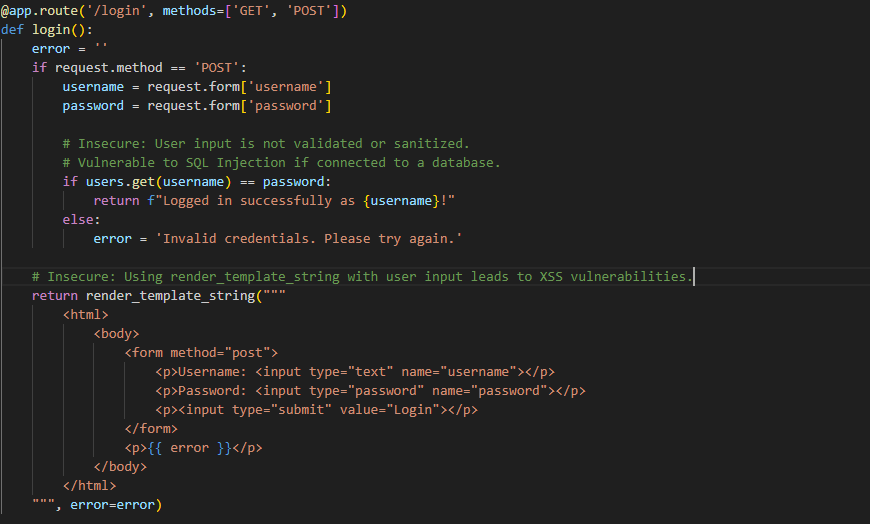 @app.route('/login', methods=['GET', 'POST'])
def login():
    error = ''
    if request.method == 'POST':
        username = request.form['username']
        password = request.form['password']

        # Insecure: User input is not validated or sanitized.
        # Vulnerable to SQL Injection if connected to a database.
        if users.get(username) == password:
            return f"Logged in successfully as {username}!"
        else:
            error = 'Invalid credentials. Please try again.'

    # Insecure: Using render_template_string with user input leads to XSS vulnerabilities.
    return render_template_string("""
        <html>
            <body>
                <form method="post">
                    <p>Username: <input type="text" name="username"></p>
                    <p>Password: <input type="password" name="password"></p>
                    <p><input type="submit" value="Login"></p>
                </form>
                <p>{{ error }}</p>
            </body>
        </html>
    """, error=error)